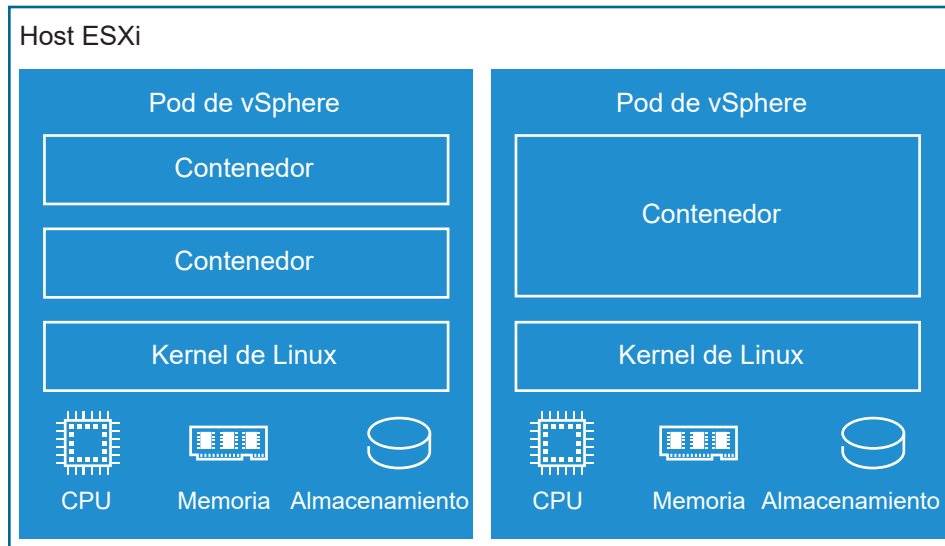 Host ESXi
Pod de vSphere
Contenedor
Contenedor
Kernel de Linux
CPU
Memoria
Almacenamiento
Pod de vSphere
Contenedor
Kernel de Linux
CPU
Memoria
Almacenamiento